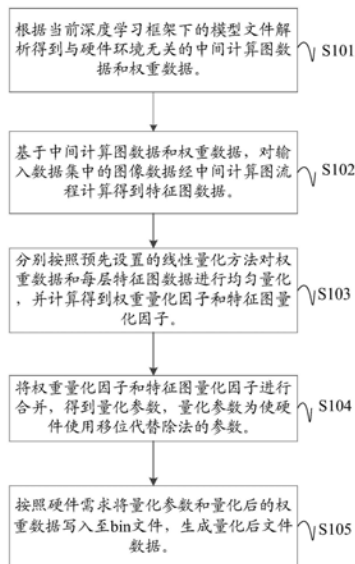 根据当前深度学习框架下的模型文件解
析得到与硬件环境无关的中间计算图数
据和权重数据。
S101
基于中间计算图数据和权重数据，对输
入数据集中的图像数据经中间计算图流
程计算得到特征图数据。
S102
分别按照预先设置的线性量化方法对权
重数据和每层特征图数据进行均匀量化
，并计算得到权重量化因子和特征图量
化因子。
S103
将权重量化因子和特征图量化因子进行
合并，得到量化参数，量化参数为使硬
件使用移位代替除法的参数。
S104
按照硬件需求将量化参数和量化后的权
重数据写入至bin文件，生成量化后文件
数据。
S105